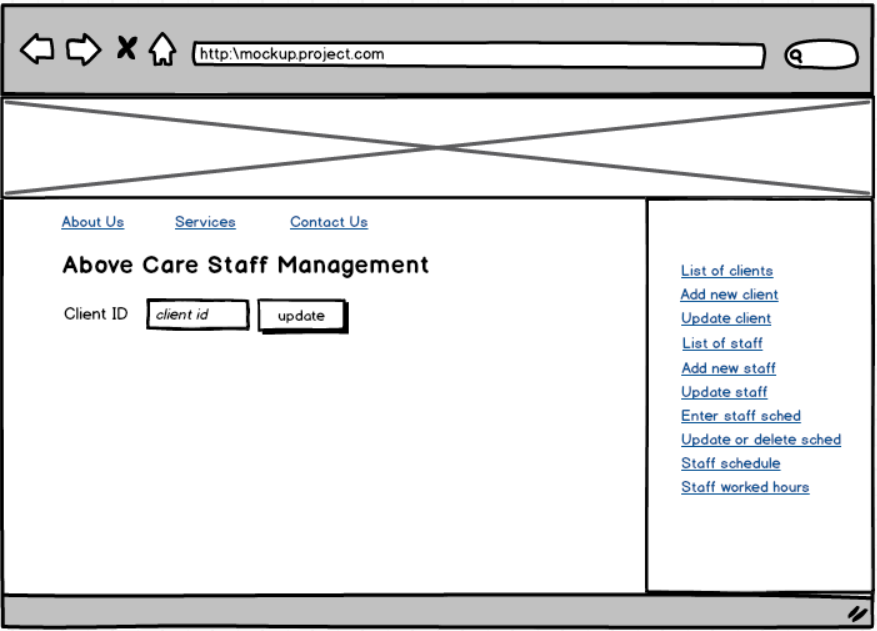 http:\mockup.project.com
About Us Services Contact Us
Above Care Staff Management
Client ID client id update
List of clients
Add new client
Update client
List of staff
Add new staff
Update staff
Enter staff sched
Update or delete sched
Staff schedule
Staff worked hours